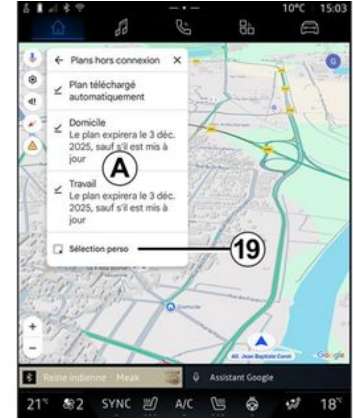 10°C 15:03
G
Plans hors connexion
Plan téléchargé
automatiquement
Domicile
Le plan expirera le 3 déc.
2025, sauf s'il est mis à
jour
A
Travail
Le plan expirera le 3 déc.
2025, sauf s'il est mis à
jour
Sélection perso
19
Domicile
+
−
All. Jean Baptiste Corot
Google
Reine indienne · Meak
Assistant Google
21° 2 SYNC A/C 18°